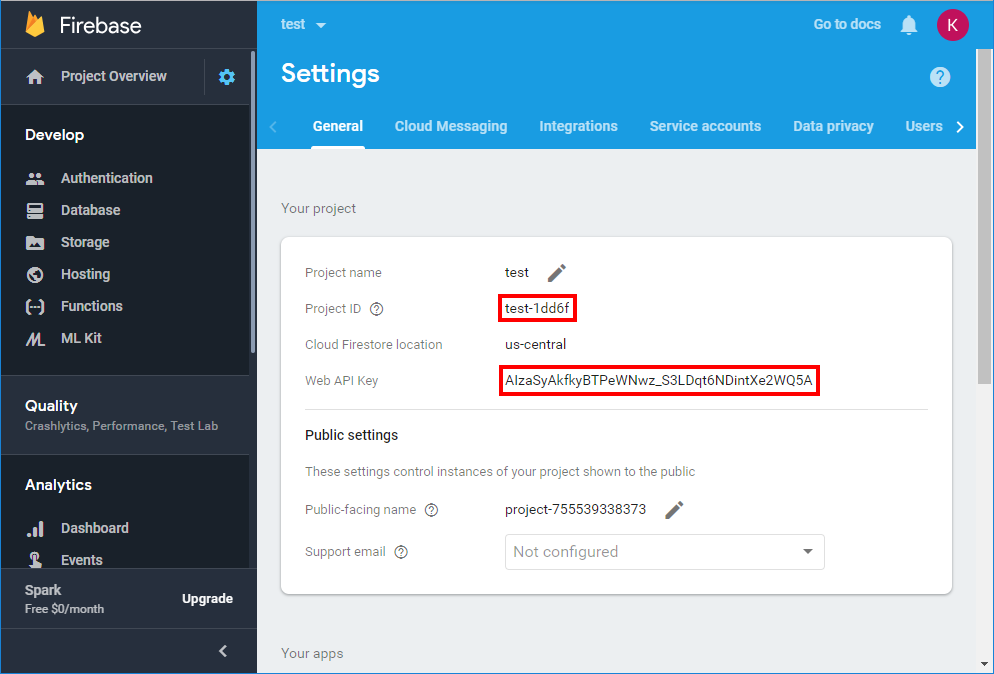 Firebase
test
Go to docs
K
Project Overview
Settings
?
General
Cloud Messaging
Integrations
Service accounts
Data privacy
Users
Develop
Authentication
Database
Storage
Hosting
Functions
ML Kit
Quality
Crashlytics, Performance, Test Lab
Analytics
Dashboard
Events
Spark
Free $0/month
Upgrade
Your project
Project name
test
Project ID ?
test-1dd6f
Cloud Firestore location
us-central
Web API Key
AIzaSyAkfkyBTPeWNwz_S3LDqt6NDintXe2WQ5A
Public settings
These settings control instances of your project shown to the public
Public-facing name ?
project-755539338373
Support email ?
Not configured
Your apps